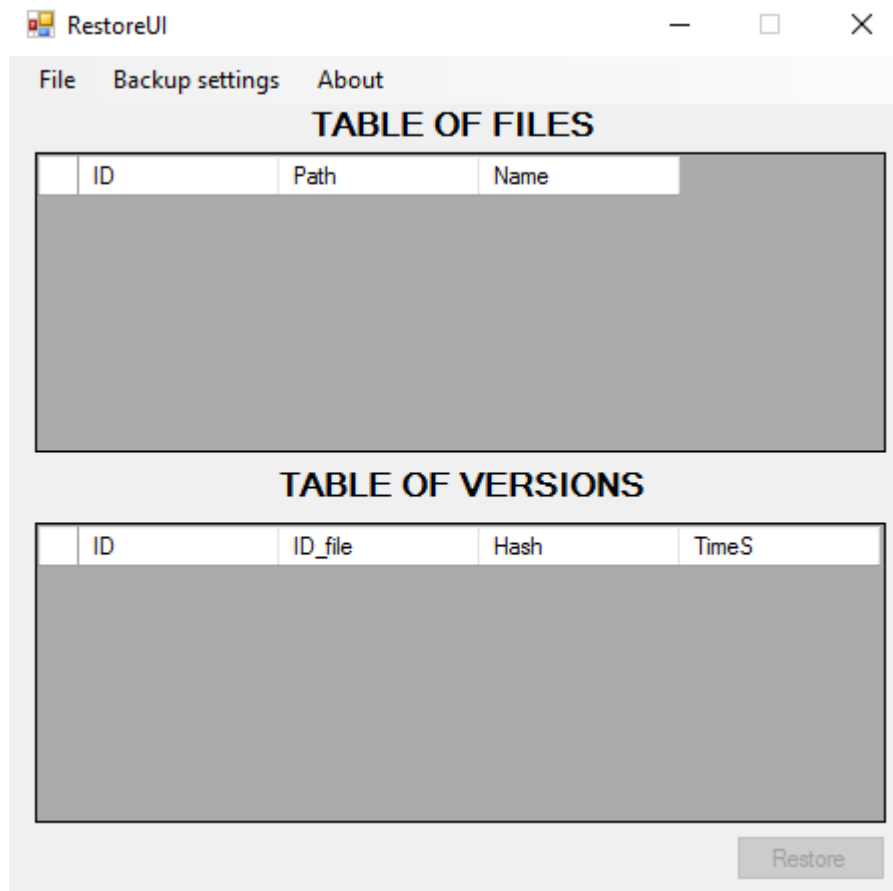 RestoreUI
File Backup settings About
TABLE OF FILES
ID Path Name
TABLE OF VERSIONS
ID ID_file Hash TimeS
Restore